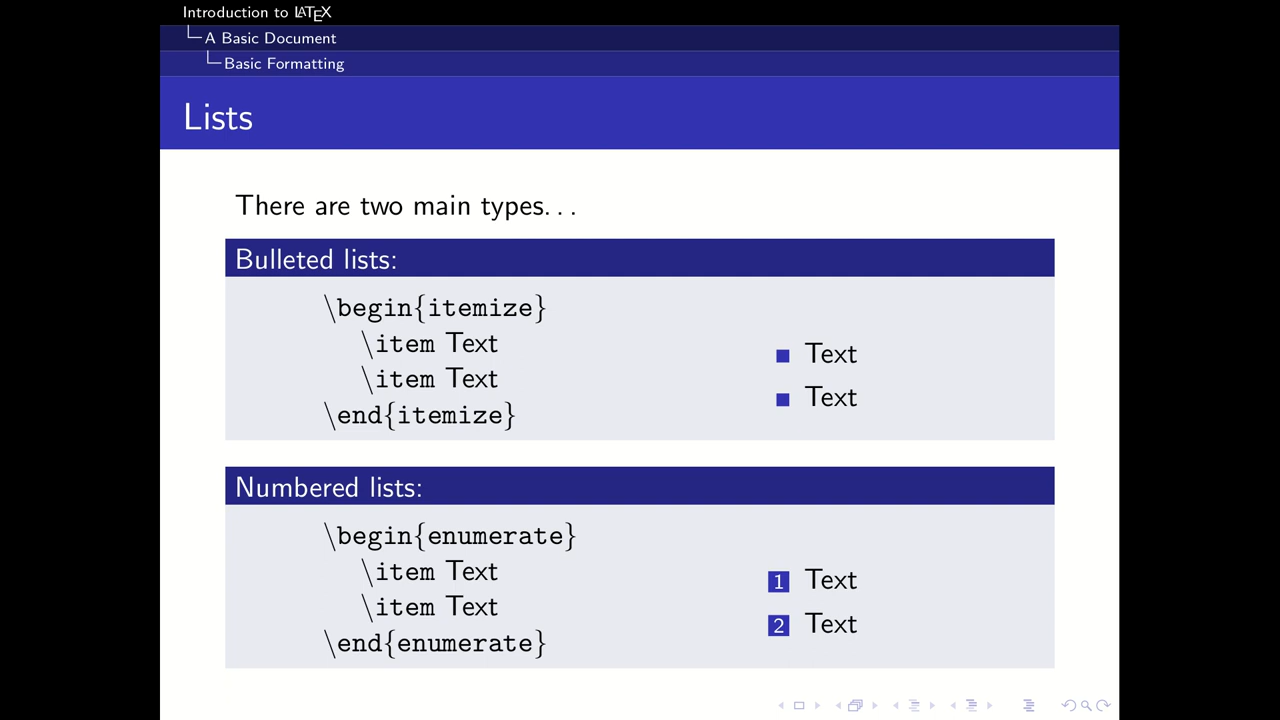 Introduction to LATEX
A Basic Document
Basic Formatting
Lists
There are two main types...
Bulleted lists:
\begin{itemize}
\item Text
\item Text
\end{itemize}
■ Text
■ Text
Numbered lists:
\begin{enumerate}
\item Text
\item Text
\end{enumerate}
1 Text
2 Text